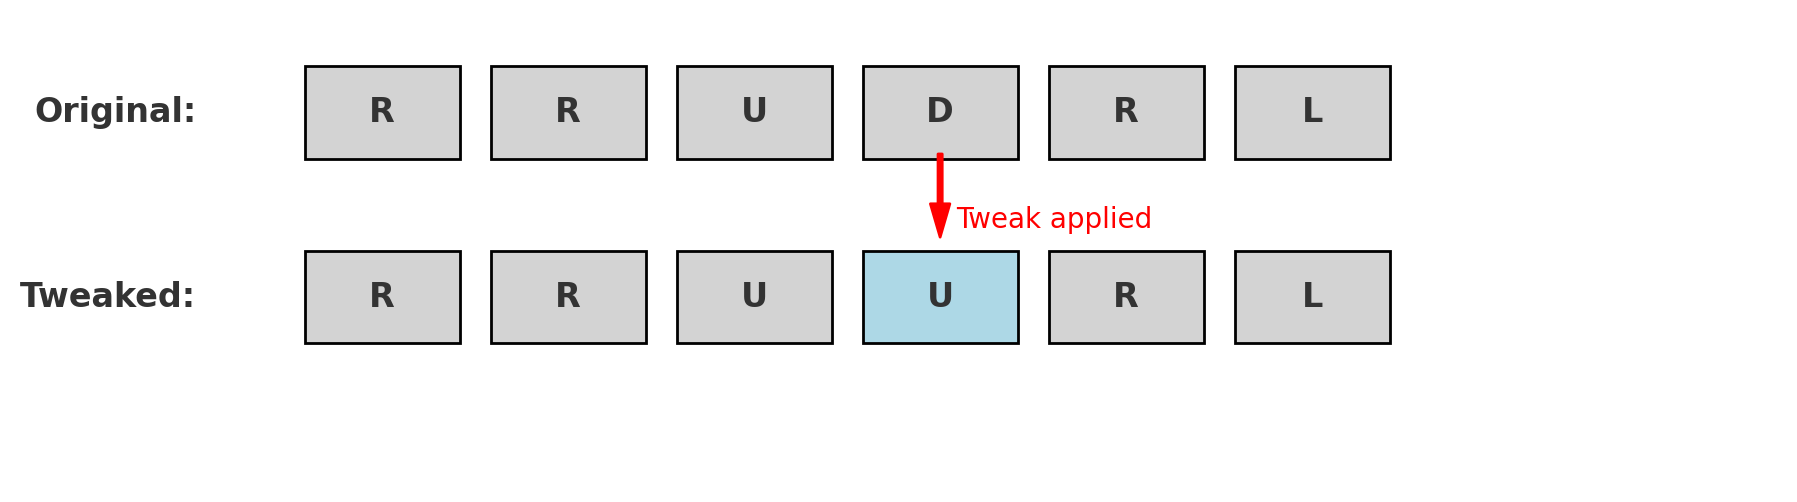 Original: R R U D R L
Tweak applied
Tweaked: R R U U R L